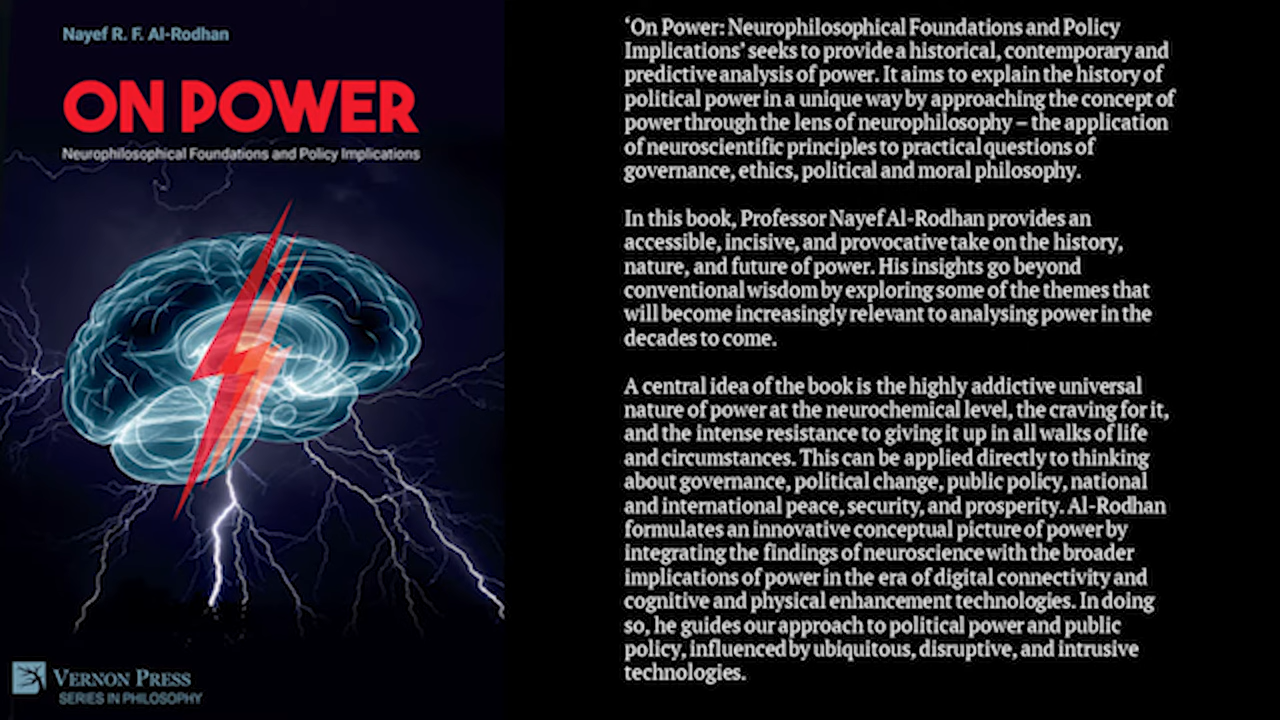 Nayef R. F. Al-Rodhan
ON POWER
Neurophilosophical Foundations and Policy Implications
VERNON PRESS
SERIES IN PHILOSOPHY
‘On Power: Neurophilosophical Foundations and Policy
Implications’ seeks to provide a historical, contemporary and
predictive analysis of power. It aims to explain the history of
political power in a unique way by approaching the concept of
power through the lens of neurophilosophy – the application
of neuroscientific principles to practical questions of
governance, ethics, political and moral philosophy.
In this book, Professor Nayef Al-Rodhan provides an
accessible, incisive, and provocative take on the history,
nature, and future of power. His insights go beyond
conventional wisdom by exploring some of the themes that
will become increasingly relevant to analysing power in the
decades to come.
A central idea of the book is the highly addictive universal
nature of power at the neurochemical level, the craving for it,
and the intense resistance to giving it up in all walks of life
and circumstances. This can be applied directly to thinking
about governance, political change, public policy, national
and international peace, security, and prosperity. Al-Rodhan
formulates an innovative conceptual picture of power by
integrating the findings of neuroscience with the broader
implications of power in the era of digital connectivity and
cognitive and physical enhancement technologies. In doing
so, he guides our approach to political power and public
policy, influenced by ubiquitous, disruptive, and intrusive
technologies.